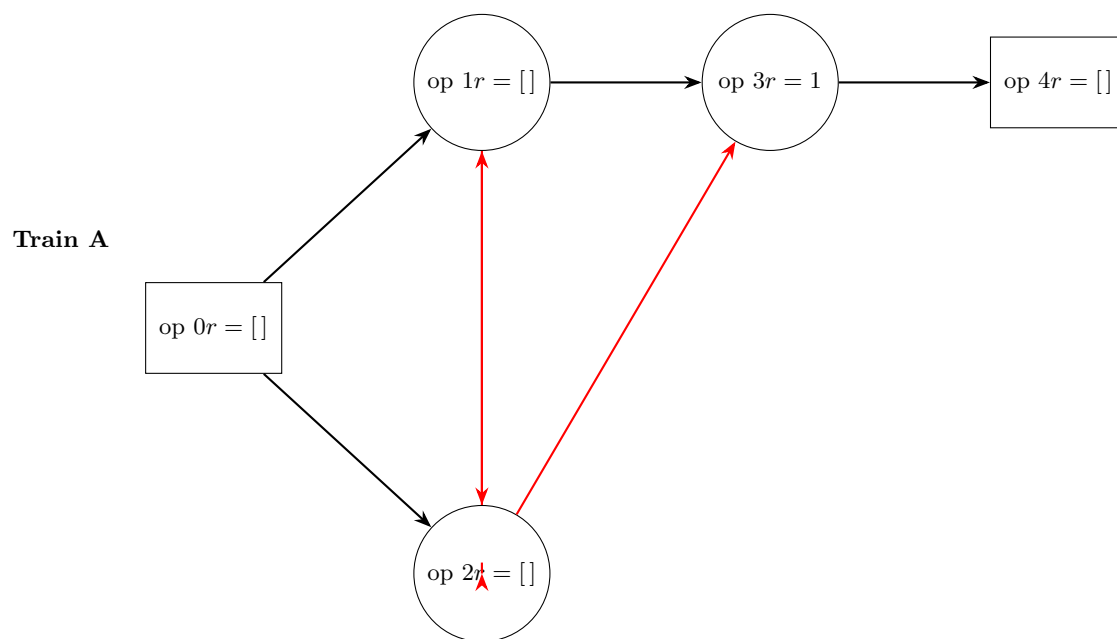 op 1r = [ ]
op 3r = 1
op 4r = [ ]
Train A
op 0r = [ ]
op 2r = [ ]